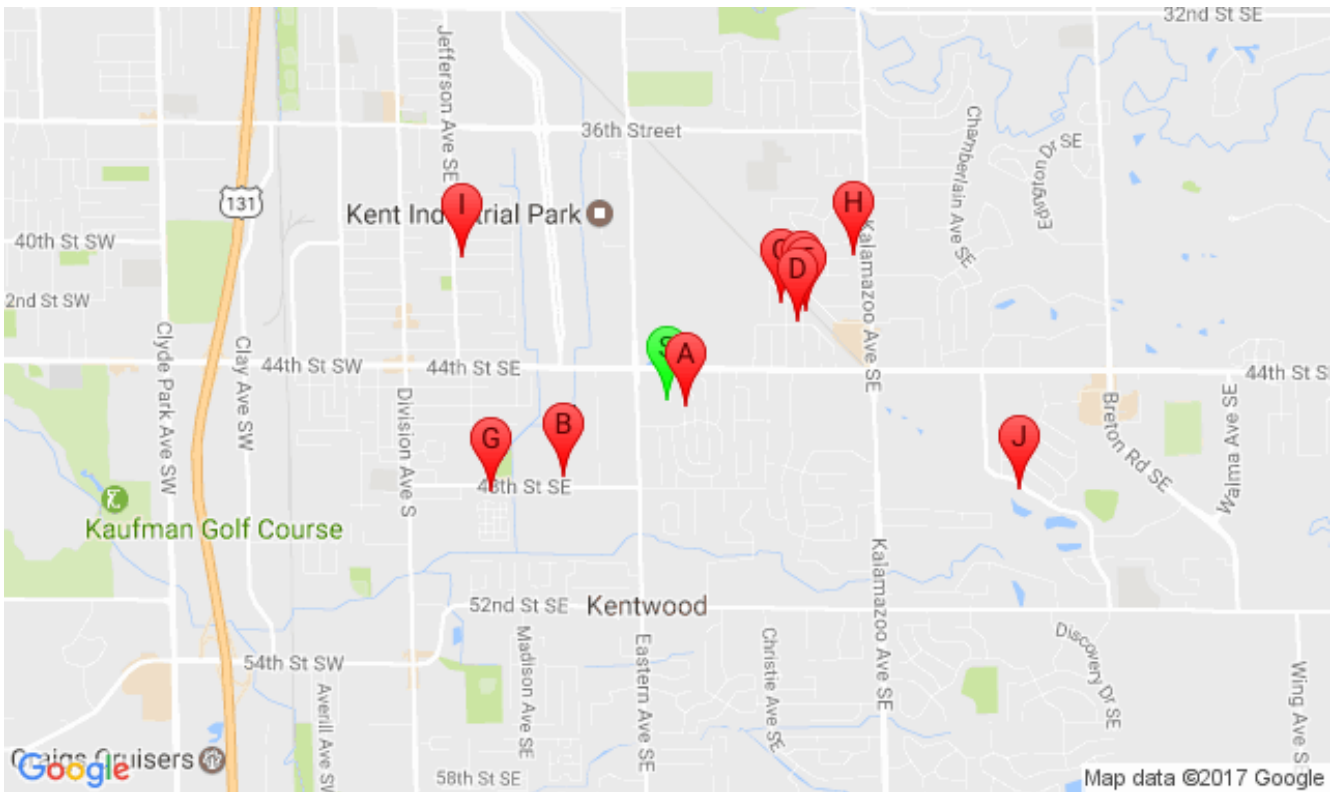 32nd St SE
Jefferson Ave SE
36th Street
Chamberlain Ave SE
Edington Dr SE
131
I
H
Kent Industrial Park
Kalamazoo Ave SE
40th St SW
D
2nd St SW
S
A
Clyde Park Ave SW
Clay Ave SW
44th St SW
44th St SE
44th St SE
Division Ave S
Breton Rd SE
Walma Ave SE
G
B
J
48th St SE
Kaufman Golf Course
Kalamazoo Ave SE
52nd St SE
Kentwood
Madison Ave SE
Eastern Ave SE
Christie Ave SE
Discovery Dr SE
54th St SW
Averill Ave SW
Wing Ave SE
Craigs Cruisers
Google
58th St SE
Map data ©2017 Google